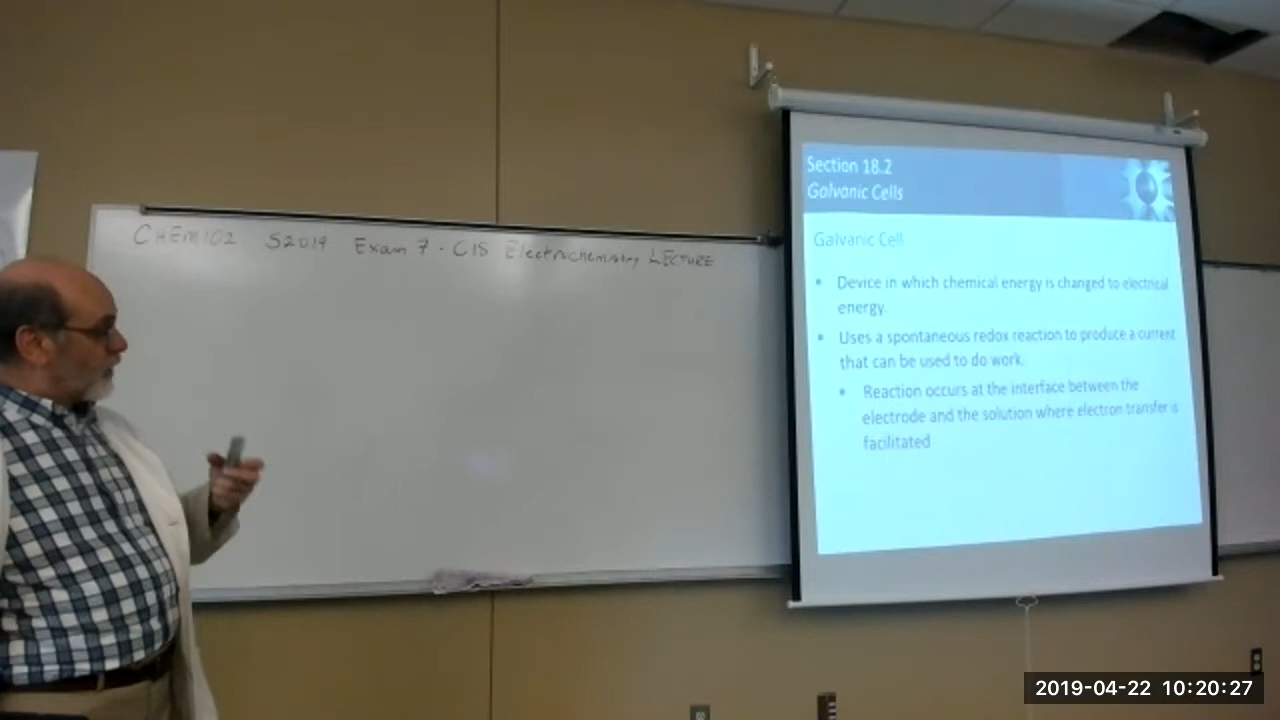 CHEM102 S2019 Exam 7 - C18 Electrochemistry LECTURE
Section 18.2
Galvanic Cells
Galvanic Cell
• Device in which chemical energy is changed to electrical
energy.
• Uses a spontaneous redox reaction to produce a current
that can be used to do work.
• Reaction occurs at the interface between the
electrode and the solution where electron transfer is
facilitated
2019-04-22 10:20:27